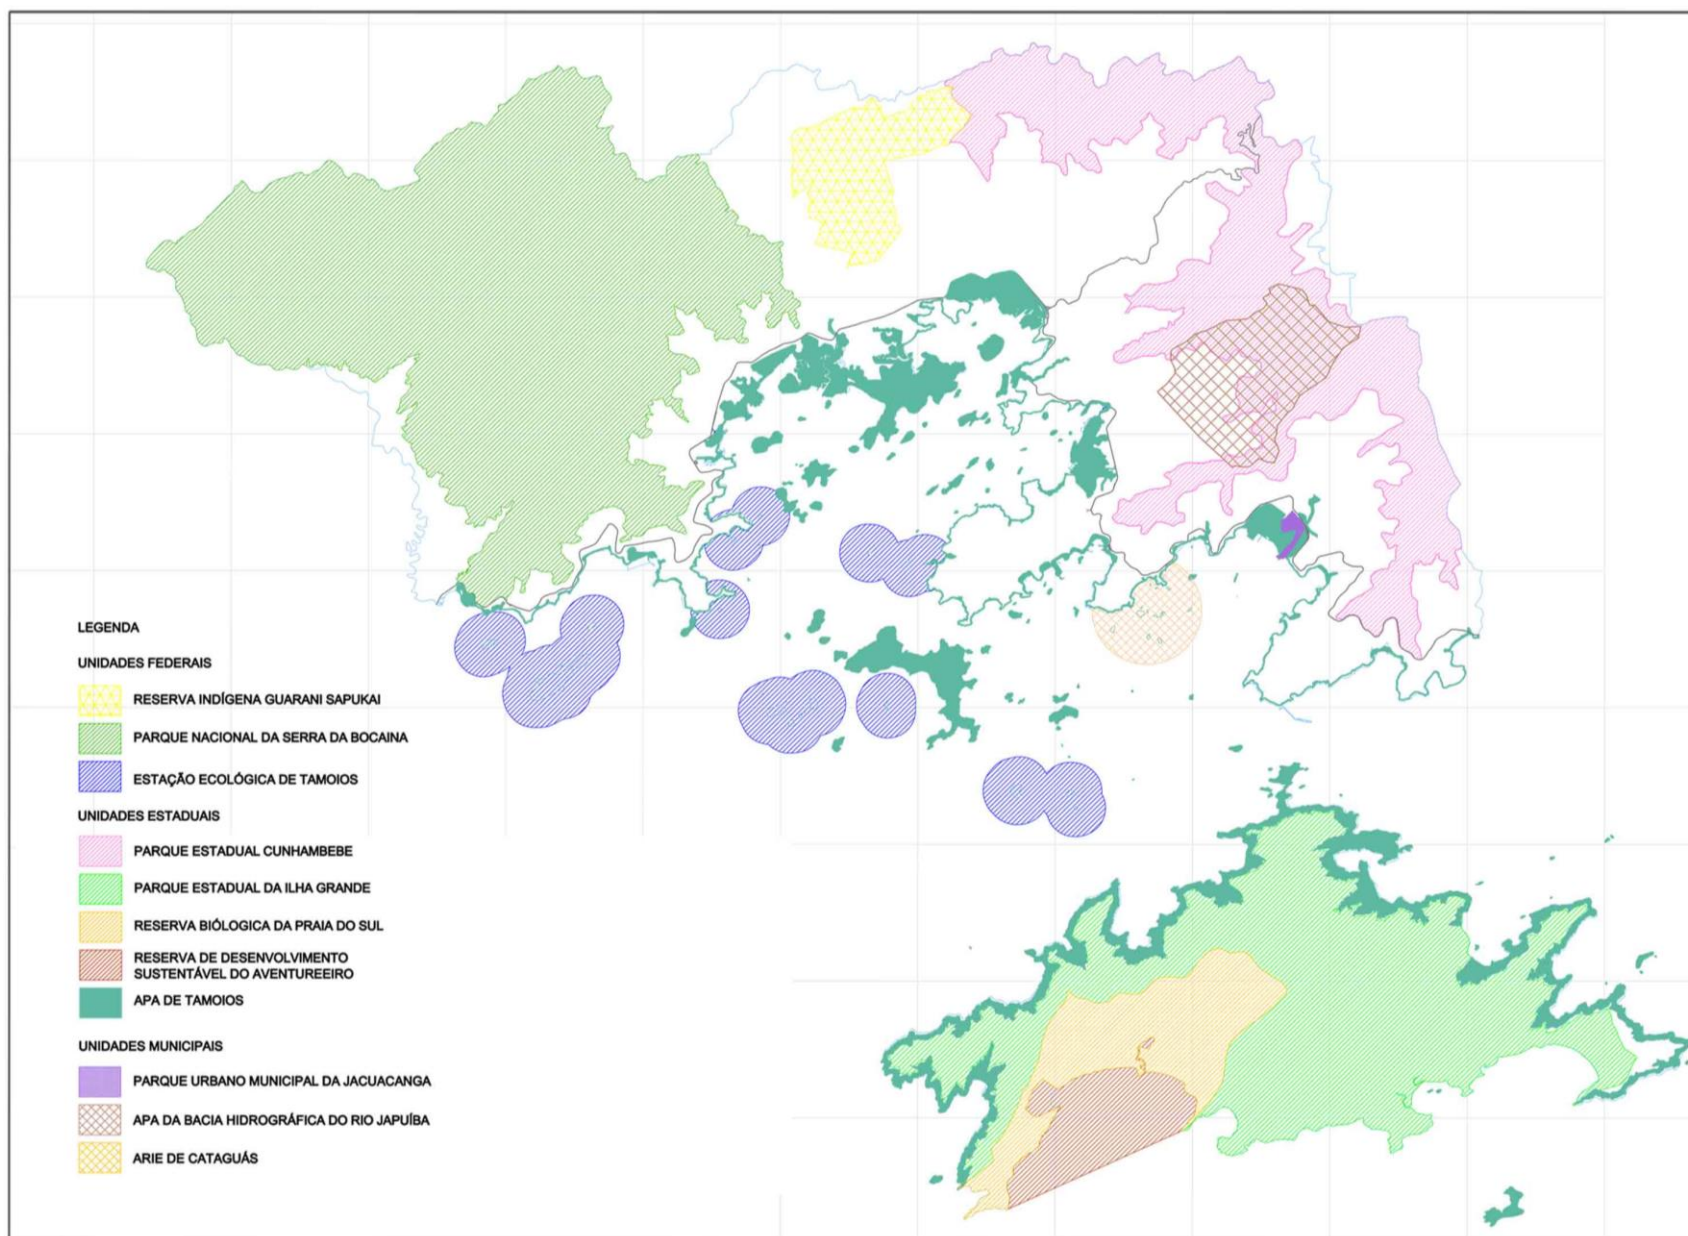 LEGENDA
UNIDADES FEDERAIS
RESERVA INDÍGENA GUARANI SAPUKAI
PARQUE NACIONAL DA SERRA DA BOCAINA
ESTAÇÃO ECOLÓGICA DE TAMOIOS
UNIDADES ESTADUAIS
PARQUE ESTADUAL CUNHAMBEBE
PARQUE ESTADUAL DA ILHA GRANDE
RESERVA BIÓLOGICA DA PRAIA DO SUL
RESERVA DE DESENVOLVIMENTO
SUSTENTÁVEL DO AVENTUREEIRO
APA DE TAMOIOS
UNIDADES MUNICIPAIS
PARQUE URBANO MUNICIPAL DA JACUACANGA
APA DA BACIA HIDROGRÁFICA DO RIO JAPUÍBA
ARIE DE CATAGUÁS